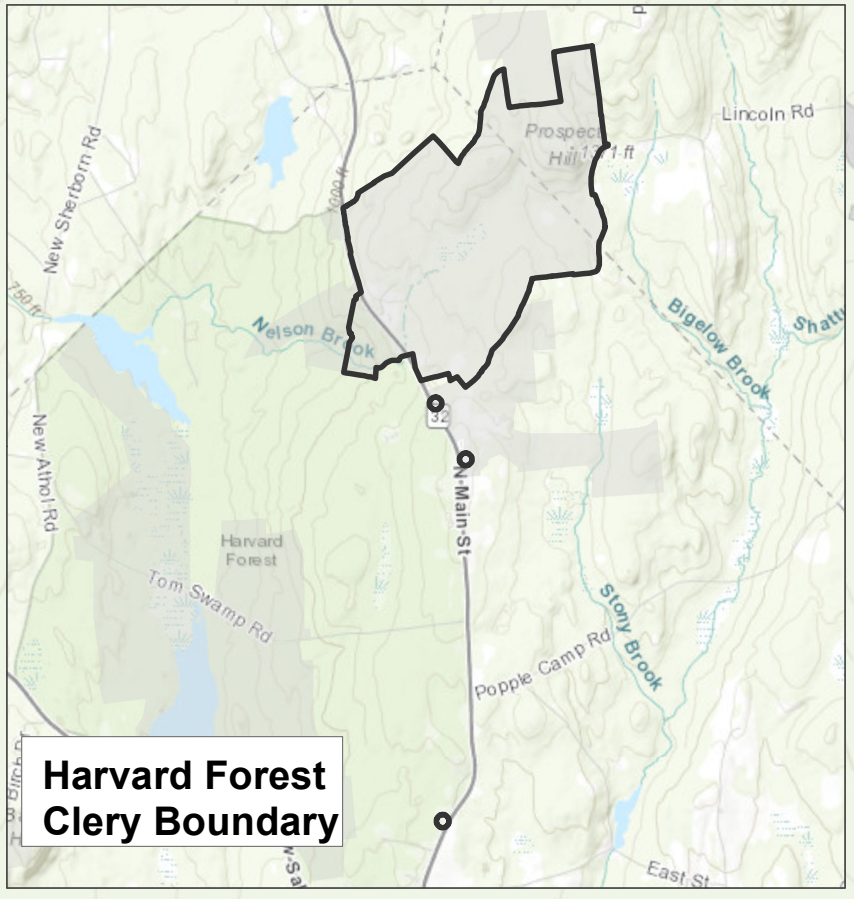 Lincoln Rd
Prospect
Hill 1371 ft
New Sherborn Rd
1000 ft
750 ft
Nelson Brook
Bigelow Brook
32
New Athol Rd
N Main St
Harvard
Forest
Tom Swamp Rd
Stony Brook
Popple Camp Rd
Harvard Forest
Clery Boundary
East St